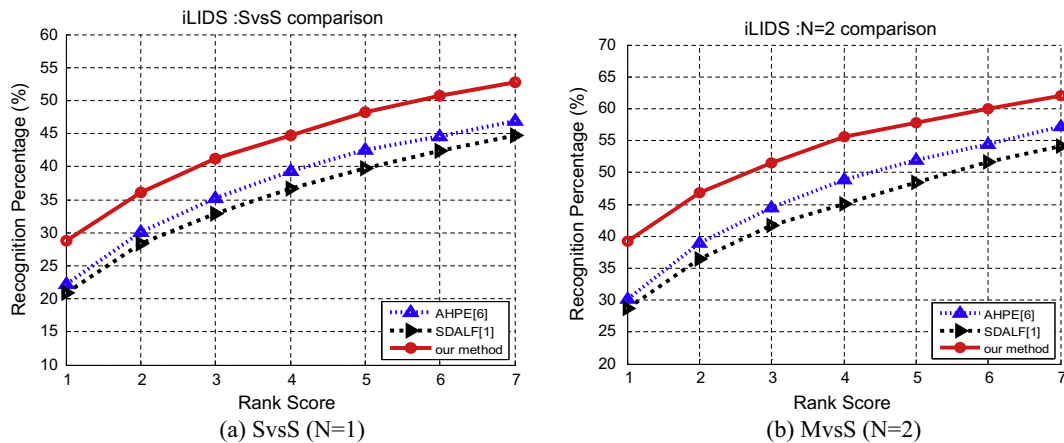 iLIDS :SvsS comparison
Recognition Percentage (%)
60
55
50
45
40
35
30
25
20
15
10
1 2 3 4 5 6 7
Rank Score
AHPE[6]
SDALF[1]
our method
(a) SvsS (N=1)
iLIDS :N=2 comparison
Recognition Percentage (%)
70
65
60
55
50
45
40
35
30
25
20
1 2 3 4 5 6 7
Rank Score
AHPE[6]
SDALF[1]
our method
(b) MvsS (N=2)